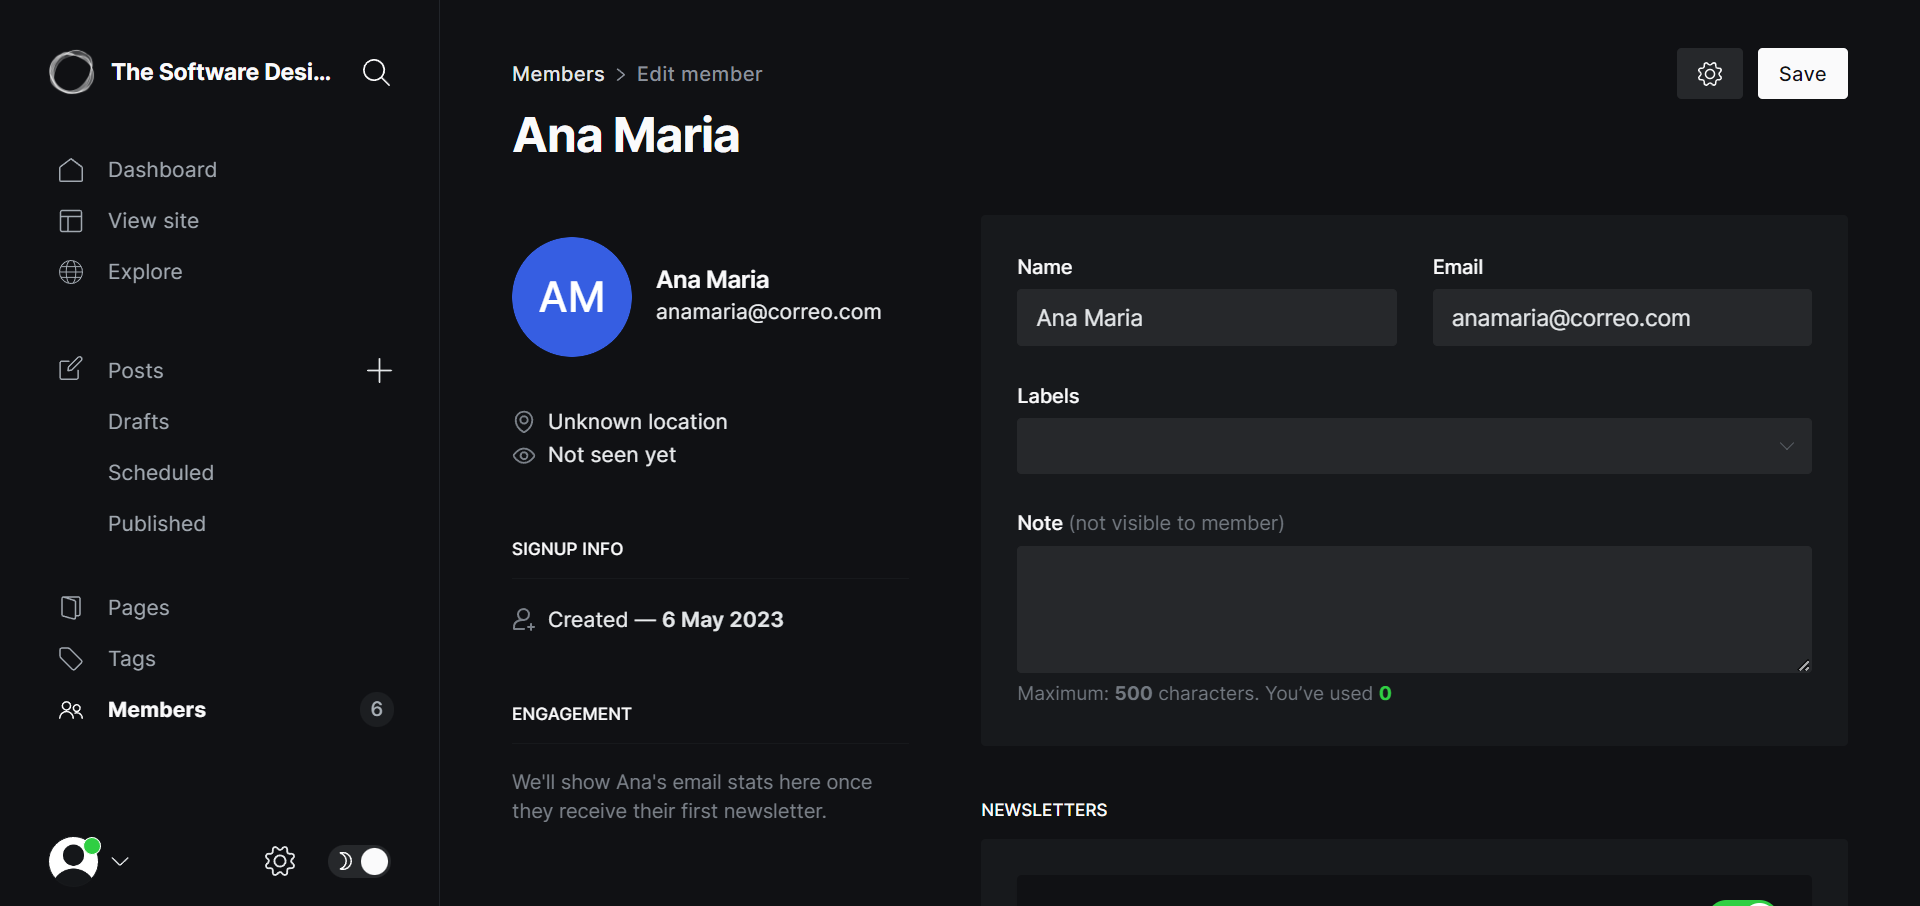 The Software Desi...
Dashboard
View site
Explore
Posts
Drafts
Scheduled
Published
Pages
Tags
Members
6
Members > Edit member
Save
Ana Maria
AM
Ana Maria
anamaria@correo.com
Unknown location
Not seen yet
SIGNUP INFO
Created — 6 May 2023
ENGAGEMENT
We'll show Ana's email stats here once
they receive their first newsletter.
Name
Ana Maria
Email
anamaria@correo.com
Labels
Note (not visible to member)
Maximum: 500 characters. You’ve used 0
NEWSLETTERS